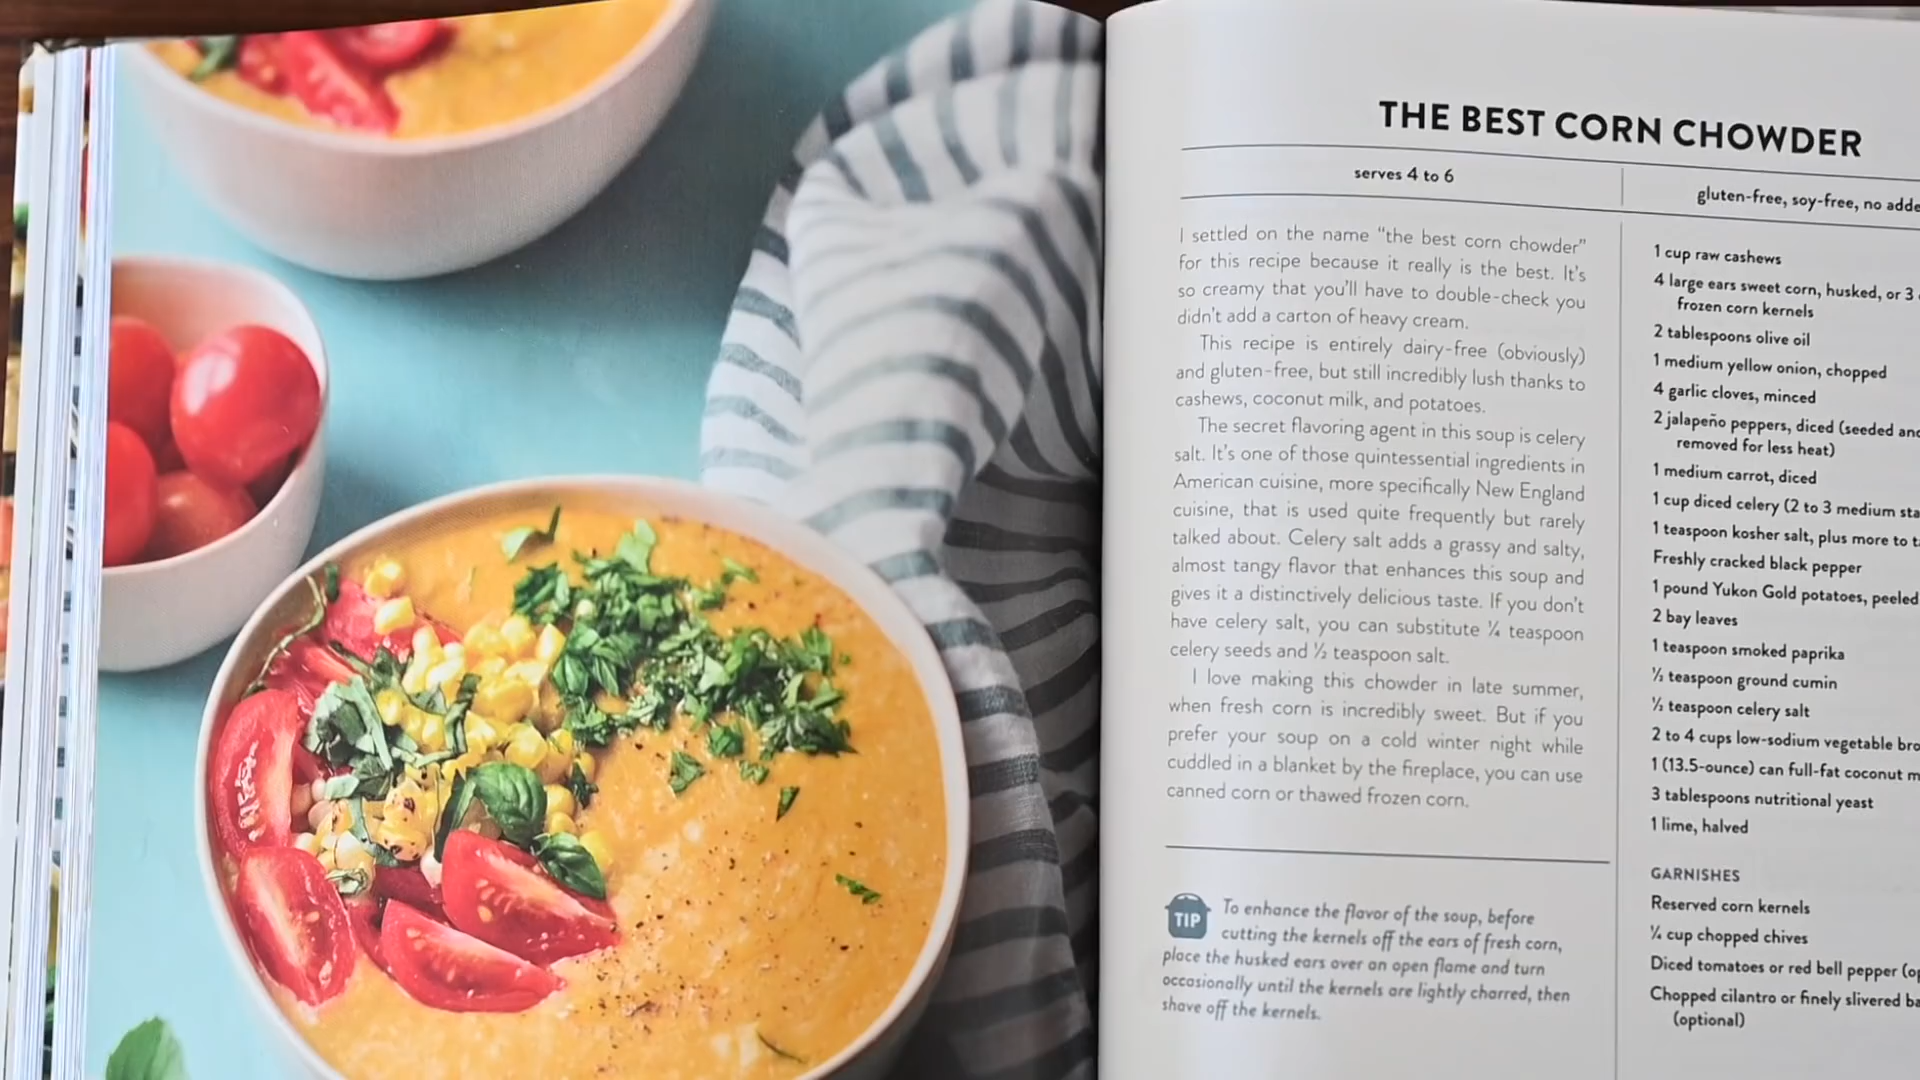 THE BEST CORN CHOWDER
serves 4 to 6
gluten-free, soy-free, no
I settled on the name “the best corn chowder”
for this recipe because it really is the best. It’s
so creamy that you’ll have to double-check you
didn’t add a carton of heavy cream.
This recipe is entirely dairy-free (obviously)
and gluten-free, but still incredibly lush thanks to
cashews, coconut milk, and potatoes.
The secret flavoring agent in this soup is celery
salt. It’s one of those quintessential ingredients in
American cuisine, more specifically New England
cuisine, that is used quite frequently but rarely
talked about. Celery salt adds a grassy and salty,
almost tangy flavor that enhances this soup and
gives it a distinctively delicious taste. If you don’t
have celery salt, you can substitute ¼ teaspoon
celery seeds and ½ teaspoon salt.
I love making this chowder in late summer,
when fresh corn is incredibly sweet. But if you
prefer your soup on a cold winter night while
cuddled in a blanket by the fireplace, you can use
canned corn or thawed frozen corn.
TIP To enhance the flavor of the soup, before
cutting the kernels off the ears of fresh corn,
place the husked ears over an open flame and turn
occasionally until the kernels are lightly charred, then
shave off the kernels.
1 cup raw cashews
4 large ears sweet corn, husked, or 3
frozen corn kernels
2 tablespoons olive oil
1 medium yellow onion, chopped
4 garlic cloves, minced
2 jalapeño peppers, diced (seeded and
removed for less heat)
1 medium carrot, diced
1 cup diced celery (2 to 3 medium
1 teaspoon kosher salt, plus more to
Freshly cracked black pepper
1 pound Yukon Gold potatoes, peeled
2 bay leaves
1 teaspoon smoked paprika
½ teaspoon ground cumin
½ teaspoon celery salt
2 to 4 cups low-sodium vegetable
1 (13.5-ounce) can full-fat coconut
3 tablespoons nutritional yeast
1 lime, halved
GARNISHES
Reserved corn kernels
¼ cup chopped chives
Diced tomatoes or red bell pepper
Chopped cilantro or finely slivered
(optional)